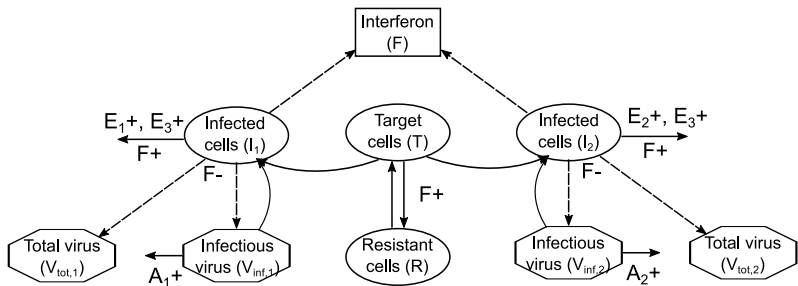 Interferon
(F)
E₁+, E₃+
F+
Infected
cells (I₁)
Target
cells (T)
Infected
cells (I₂)
E₂+, E₃+
F+
F-
F-
F+
Total virus
(Vtot,1)
A₁+
Infectious
virus (Vinf,1)
Resistant
cells (R)
Infectious
virus (Vinf,2)
A₂+
Total virus
(Vtot,2)